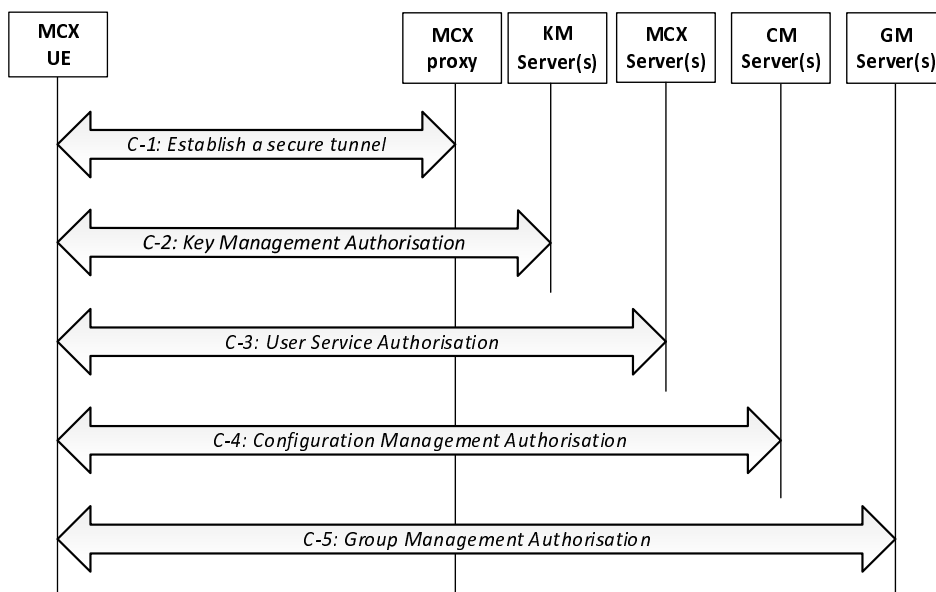 MCX
UE
MCX
proxy
KM
Server(s)
MCX
Server(s)
CM
Server(s)
GM
Server(s)
C-1: Establish a secure tunnel
C-2: Key Management Authorisation
C-3: User Service Authorisation
C-4: Configuration Management Authorisation
C-5: Group Management Authorisation